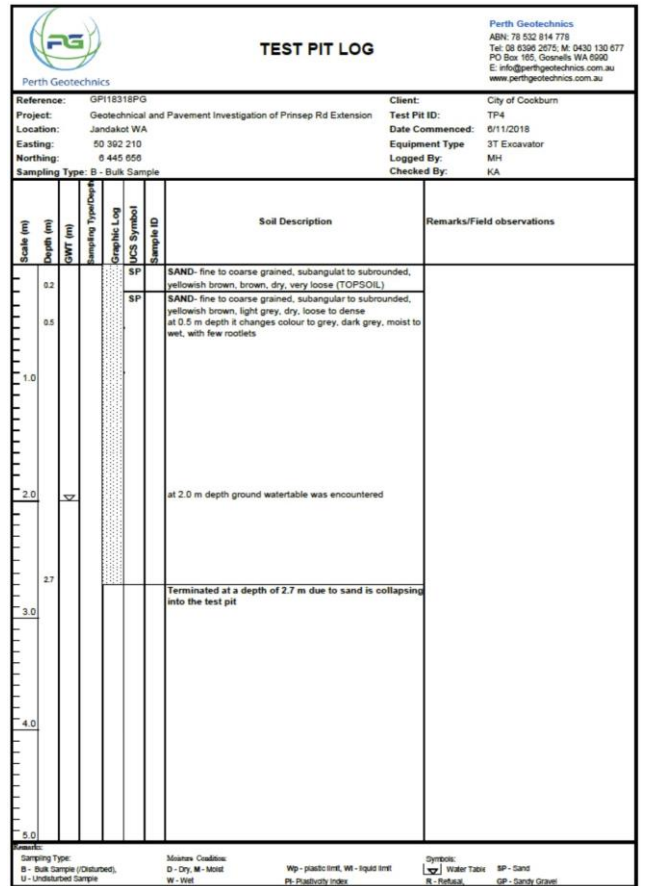 PG
Perth Geotechnics
TEST PIT LOG
Perth Geotechnics
ABN: 78 532 814 778
Tel: 08 6396 2675; M: 0430 130 677
PO Box 165, Gosnells WA 6990
E: info@perthgeotechnics.com.au
www.perthgeotechnics.com.au
Reference: GPI18318PG Client: City of Cockburn
Project: Geotechnical and Pavement Investigation of Prinsep Rd Extension Test Pit ID: TP4
Location: Jandakot WA Date Commenced: 6/11/2018
Easting: 50 392 210 Equipment Type 3T Excavator
Northing: 6 445 656 Logged By: MH
Sampling Type: B - Bulk Sample Checked By: KA
Scale (m) Depth (m) GWT (m) Sampling Type/Depth Graphic Log UCS Symbol Sample ID Soil Description Remarks/Field observations
SP SAND- fine to coarse grained, subangulat to subrounded,
0.2 yellowish brown, brown, dry, very loose (TOPSOIL)
SP SAND- fine to coarse grained, subangular to subrounded,
yellowish brown, light grey, dry, loose to dense
0.5 at 0.5 m depth it changes colour to grey, dark grey, moist to
wet, with few rootlets
1.0
2.0 at 2.0 m depth ground watertable was encountered
2.7
Terminated at a depth of 2.7 m due to sand is collapsing
into the test pit
3.0
4.0
5.0
Remarks:
Sampling Type: Moisture Condition: Symbols:
B - Bulk Sample (/Disturbed), D - Dry, M - Moist Wp - plastic limit, Wl - liquid limit Water Table SP - Sand
U - Undisturbed Sample W - Wet PI- Plastivcity Index R - Refusal, GP - Sandy Gravel